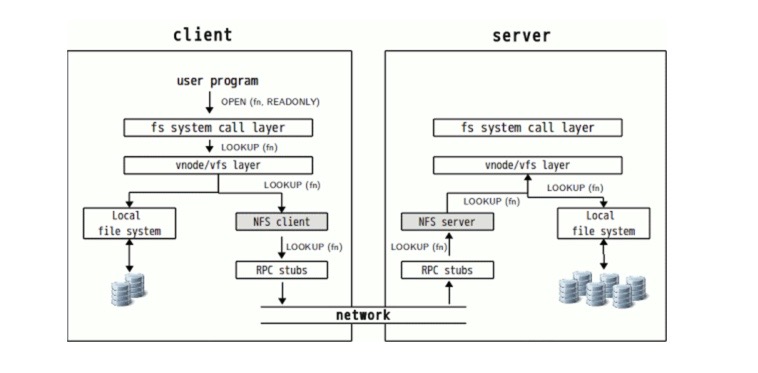 client
server
user program
OPEN (fn, READONLY)
fs system call layer
fs system call layer
LOOKUP (fn)
vnode/vfs layer
vnode/vfs layer
LOOKUP (fn)
LOOKUP (fn)
LOOKUP (fn)
Local
file system
NFS client
NFS server
Local
file system
LOOKUP (fn)
LOOKUP (fn)
RPC stubs
RPC stubs
network